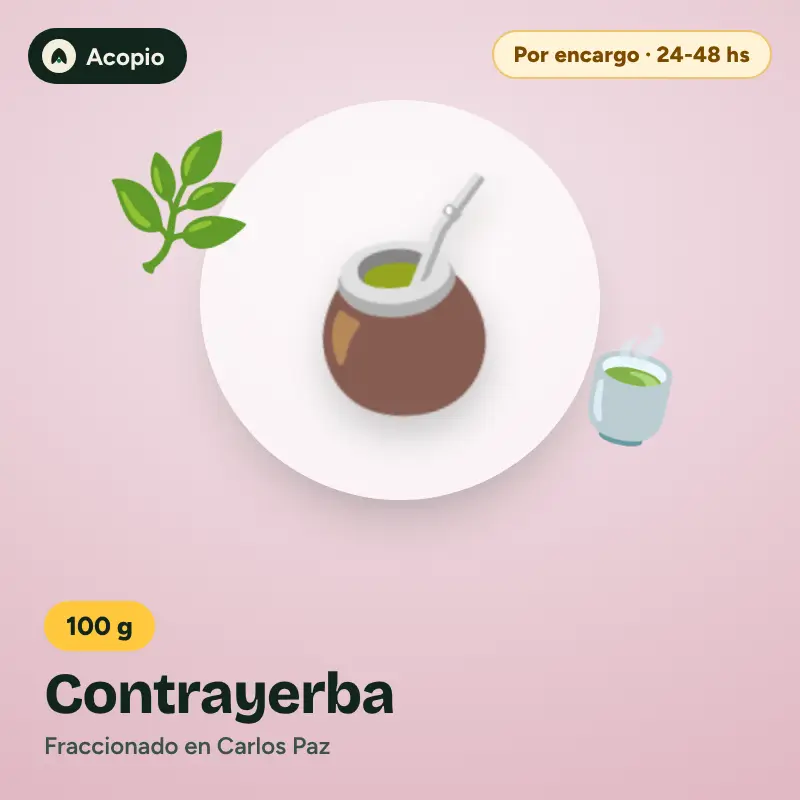 Acopio
Por encargo · 24-48 hs
100 g
Contrayerba
Fraccionado en Carlos Paz